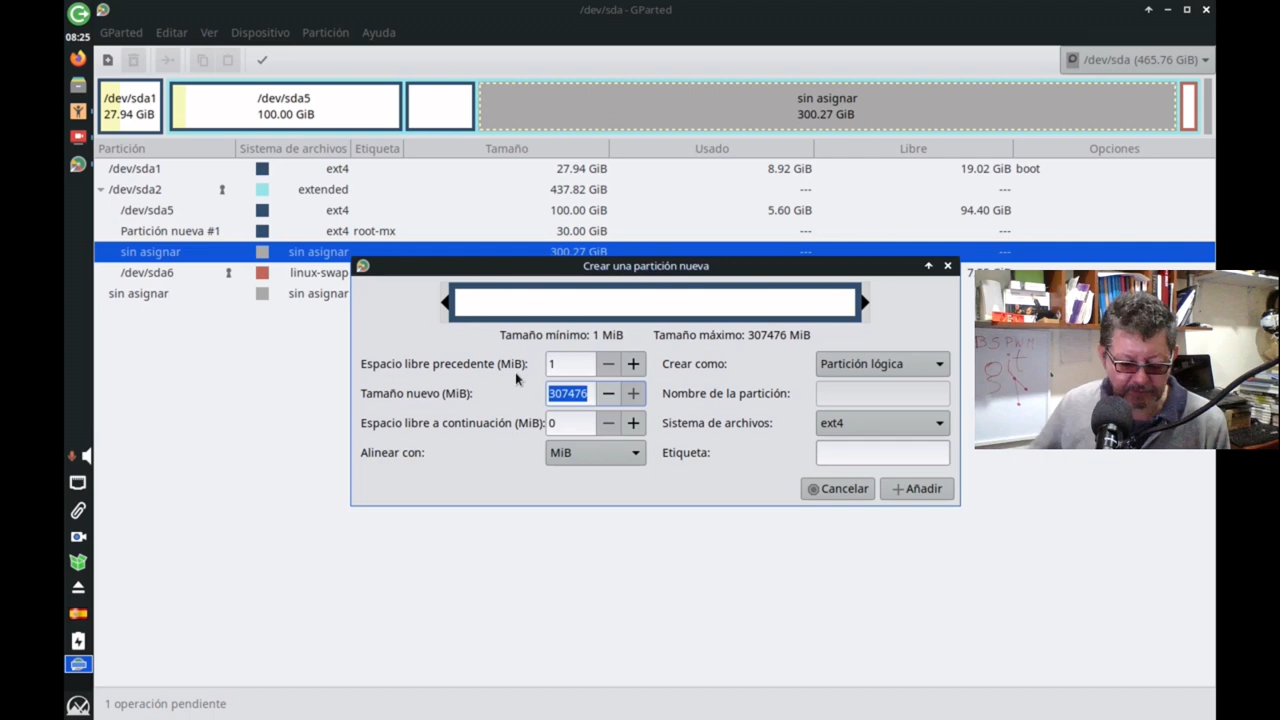 /dev/sda - GParted
08:25
GParted Editar Ver Dispositivo Partición Ayuda
/dev/sda (465.76 GiB)
/dev/sda1
27.94 GiB
/dev/sda5
100.00 GiB
sin asignar
300.27 GiB
Partición Sistema de archivos Etiqueta Tamaño Usado Libre Opciones
/dev/sda1 ext4 27.94 GiB 8.92 GiB 19.02 GiB boot
/dev/sda2 extended 437.82 GiB --- ---
/dev/sda5 ext4 100.00 GiB 5.60 GiB 94.40 GiB
Partición nueva #1 ext4 root-mx 30.00 GiB --- ---
sin asignar sin asignar 300.27 GiB --- ---
/dev/sda6 linux-swap
sin asignar sin asignar
Crear una partición nueva
Tamaño mínimo: 1 MiB Tamaño máximo: 307476 MiB
Espacio libre precedente (MiB): 1 Crear como: Partición lógica
Tamaño nuevo (MiB): 307476 Nombre de la partición:
Espacio libre a continuación (MiB): 0 Sistema de archivos: ext4
Alinear con: MiB Etiqueta:
Cancelar Añadir
BSPWM
git
1 operación pendiente